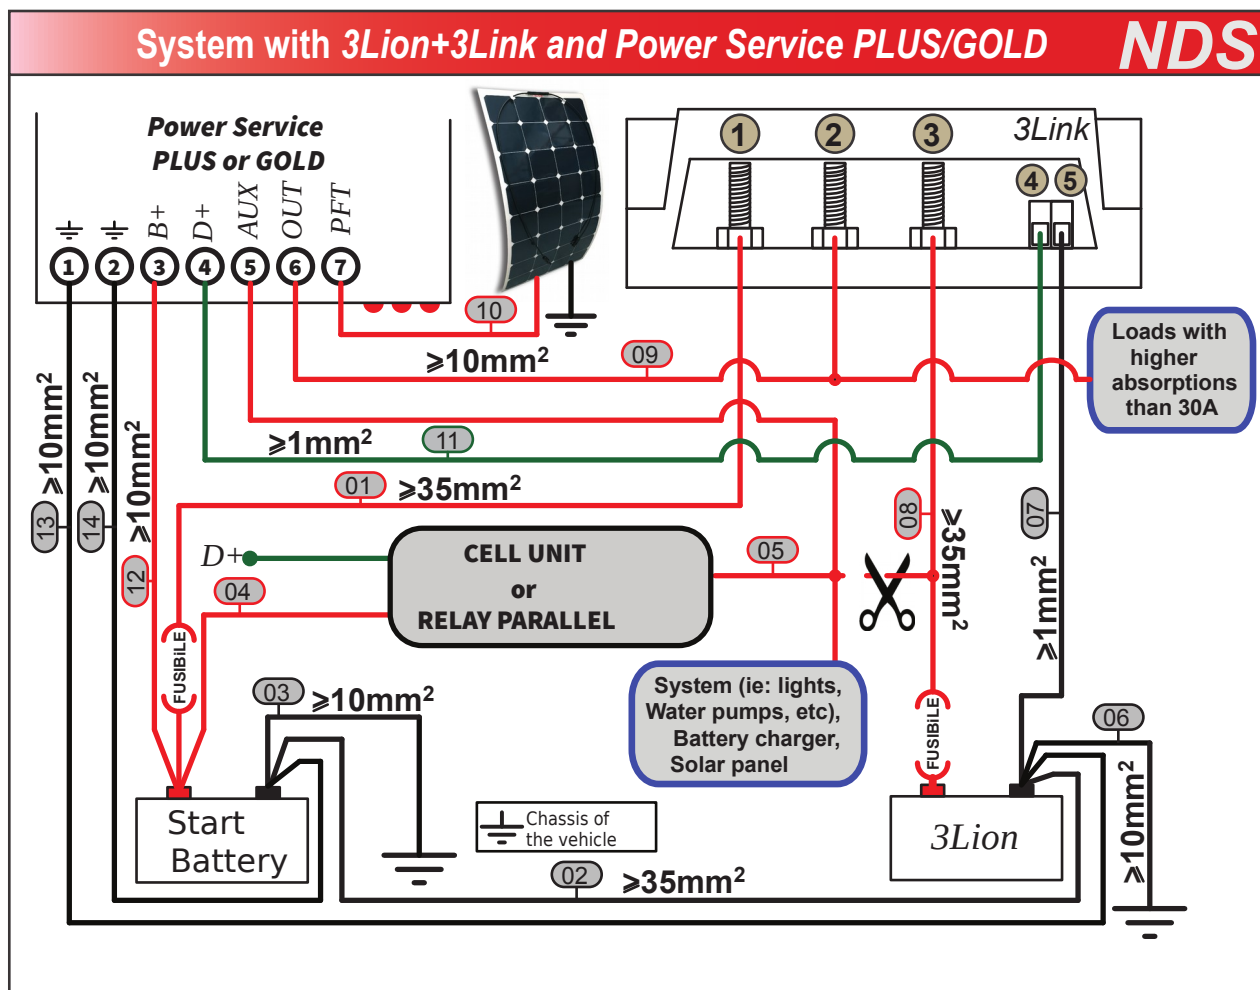 System with 3Lion+3Link and Power Service PLUS/GOLD
NDS
Power Service
PLUS or GOLD
B+
D+
AUX
OUT
PFT
1
2
3
4
5
6
7
3Link
1
2
3
4
5
10
⩾10mm²
09
Loads with
higher
absorptions
than 30A
⩾1mm²
11
01
⩾35mm²
⩾10mm²
⩾10mm²
⩾10mm²
13
14
12
D+
04
CELL UNIT
or
RELAY PARALLEL
05
08
⩾35mm²
07
⩾1mm²
FUSIBiLE
03
⩾10mm²
System (ie: lights,
Water pumps, etc),
Battery charger,
Solar panel
FUSIBiLE
06
⩾10mm²
Start
Battery
Chassis of
the vehicle
3Lion
02
⩾35mm²